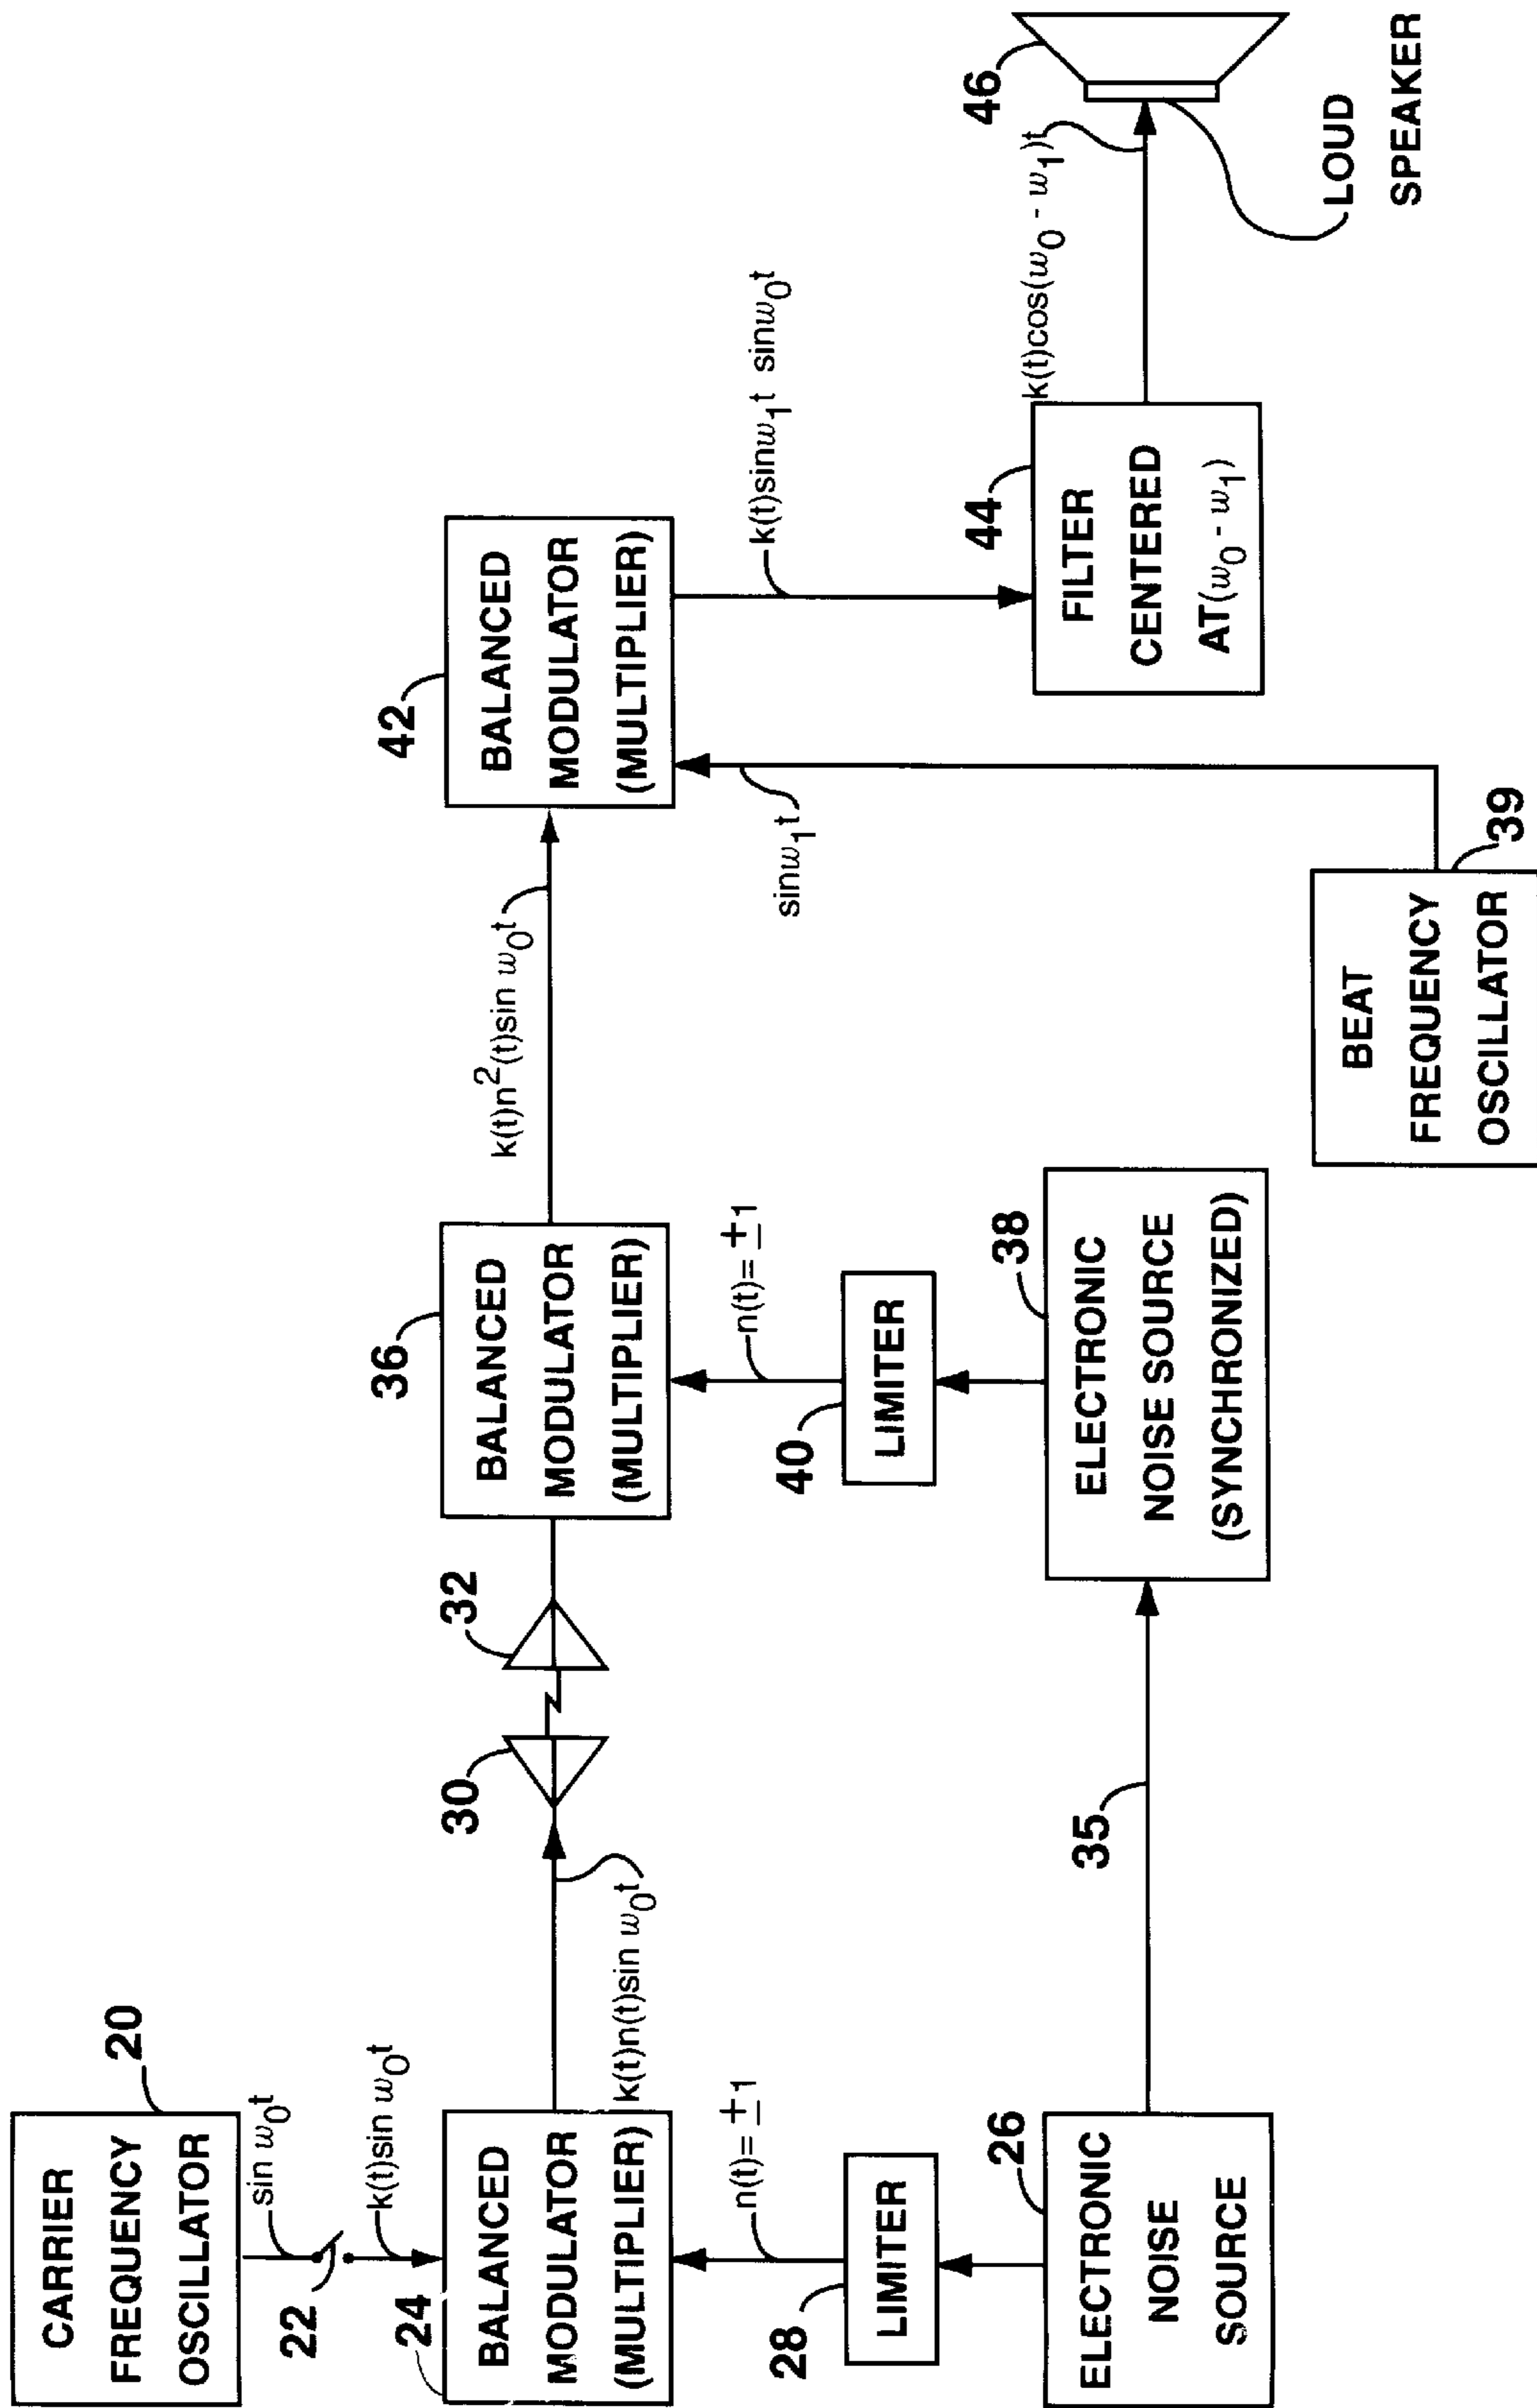 CARRIER
FREQUENCY
OSCILLATOR
20
sin w₀t
22
k(t)sin w₀t
24
BALANCED
MODULATOR
(MULTIPLIER)
k(t)n(t)sin w₀t
n(t)= ±1
28
LIMITER
26
ELECTRONIC
NOISE
SOURCE
30
32
35
36
BALANCED
MODULATOR
(MULTIPLIER)
k(t)n²(t)sin w₀t
n(t)= ±1
40
LIMITER
38
ELECTRONIC
NOISE SOURCE
(SYNCHRONIZED)
42
BALANCED
MODULATOR
(MULTIPLIER)
sinw₁t
BEAT
FREQUENCY
OSCILLATOR
39
k(t)sinw₁t sinw₀t
44
FILTER
CENTERED
AT(w₀ - w₁)
k(t)cos(w₀ - w₁)t
46
LOUD
SPEAKER